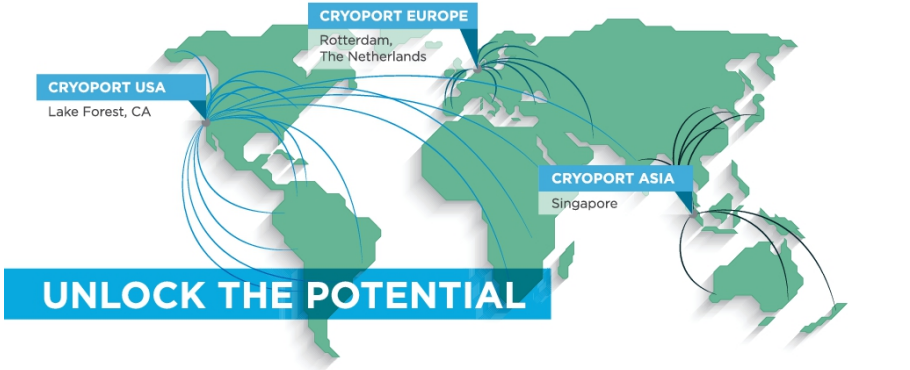 CRYOPORT EUROPE
Rotterdam,
The Netherlands
CRYOPORT USA
Lake Forest, CA
CRYOPORT ASIA
Singapore
UNLOCK THE POTENTIAL